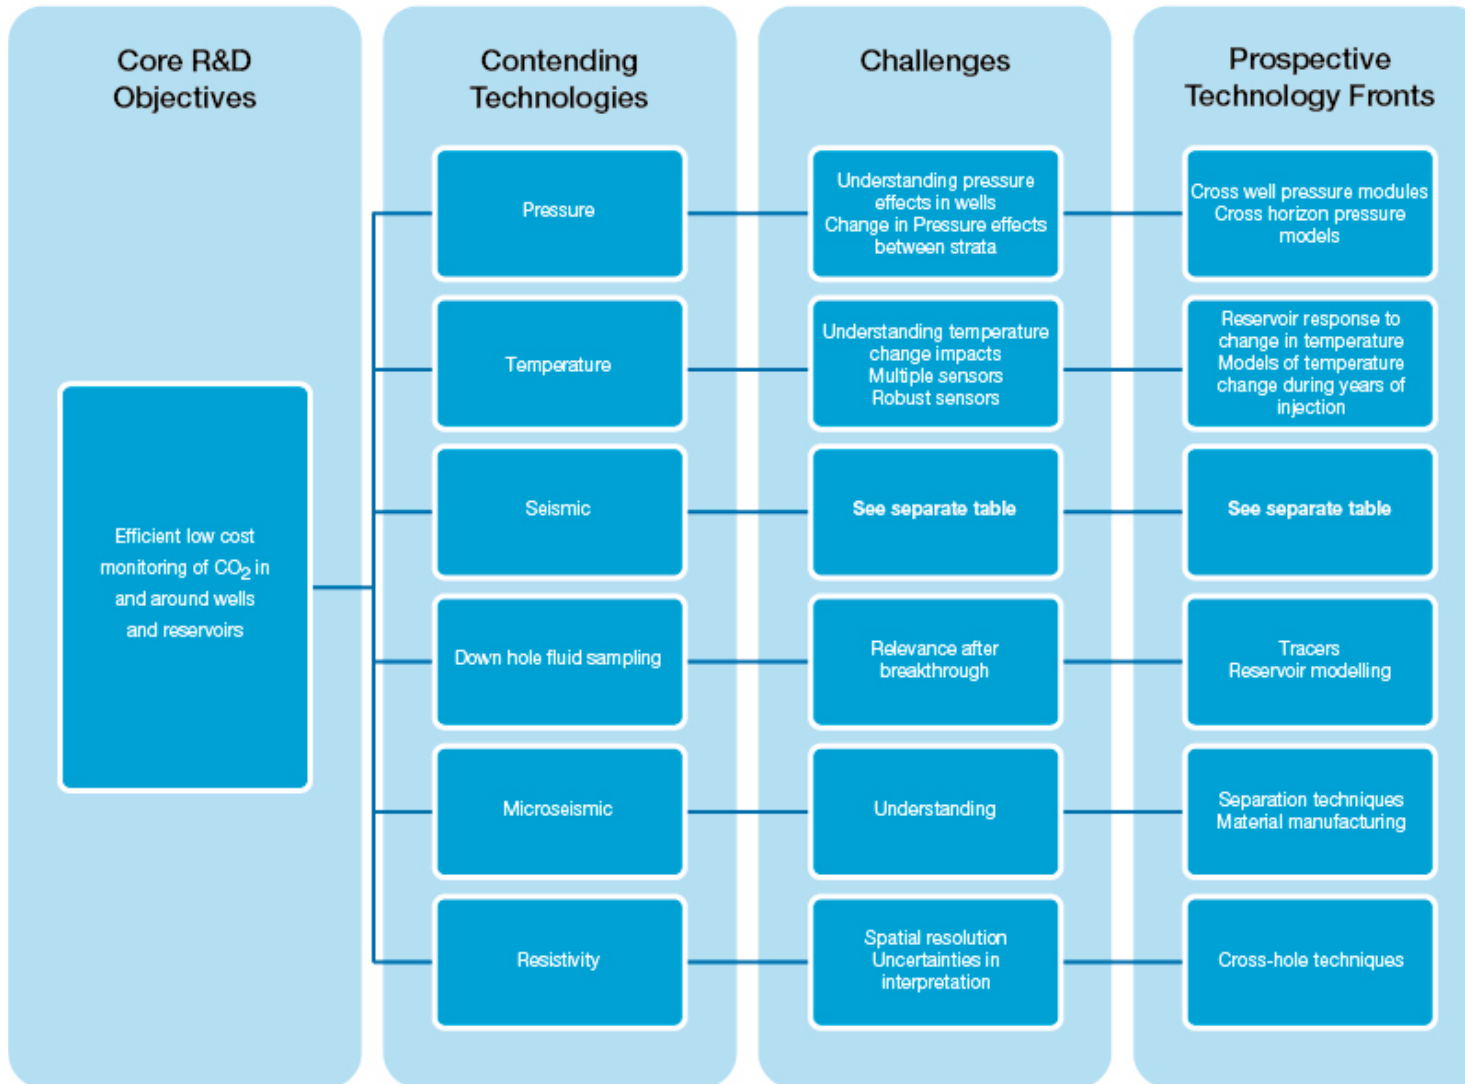 Core R&D
Objectives
Contending
Technologies
Challenges
Prospective
Technology Fronts
Efficient low cost
monitoring of CO2 in
and around wells
and reservoirs
Pressure
Understanding pressure
effects in wells
Change in Pressure effects
between strata
Cross well pressure modules
Cross horizon pressure
models
Temperature
Understanding temperature
change impacts
Multiple sensors
Robust sensors
Reservoir response to
change in temperature
Models of temperature
change during years of
injection
Seismic
See separate table
See separate table
Down hole fluid sampling
Relevance after
breakthrough
Tracers
Reservoir modelling
Microseismic
Understanding
Separation techniques
Material manufacturing
Resistivity
Spatial resolution
Uncertainties in
interpretation
Cross-hole techniques